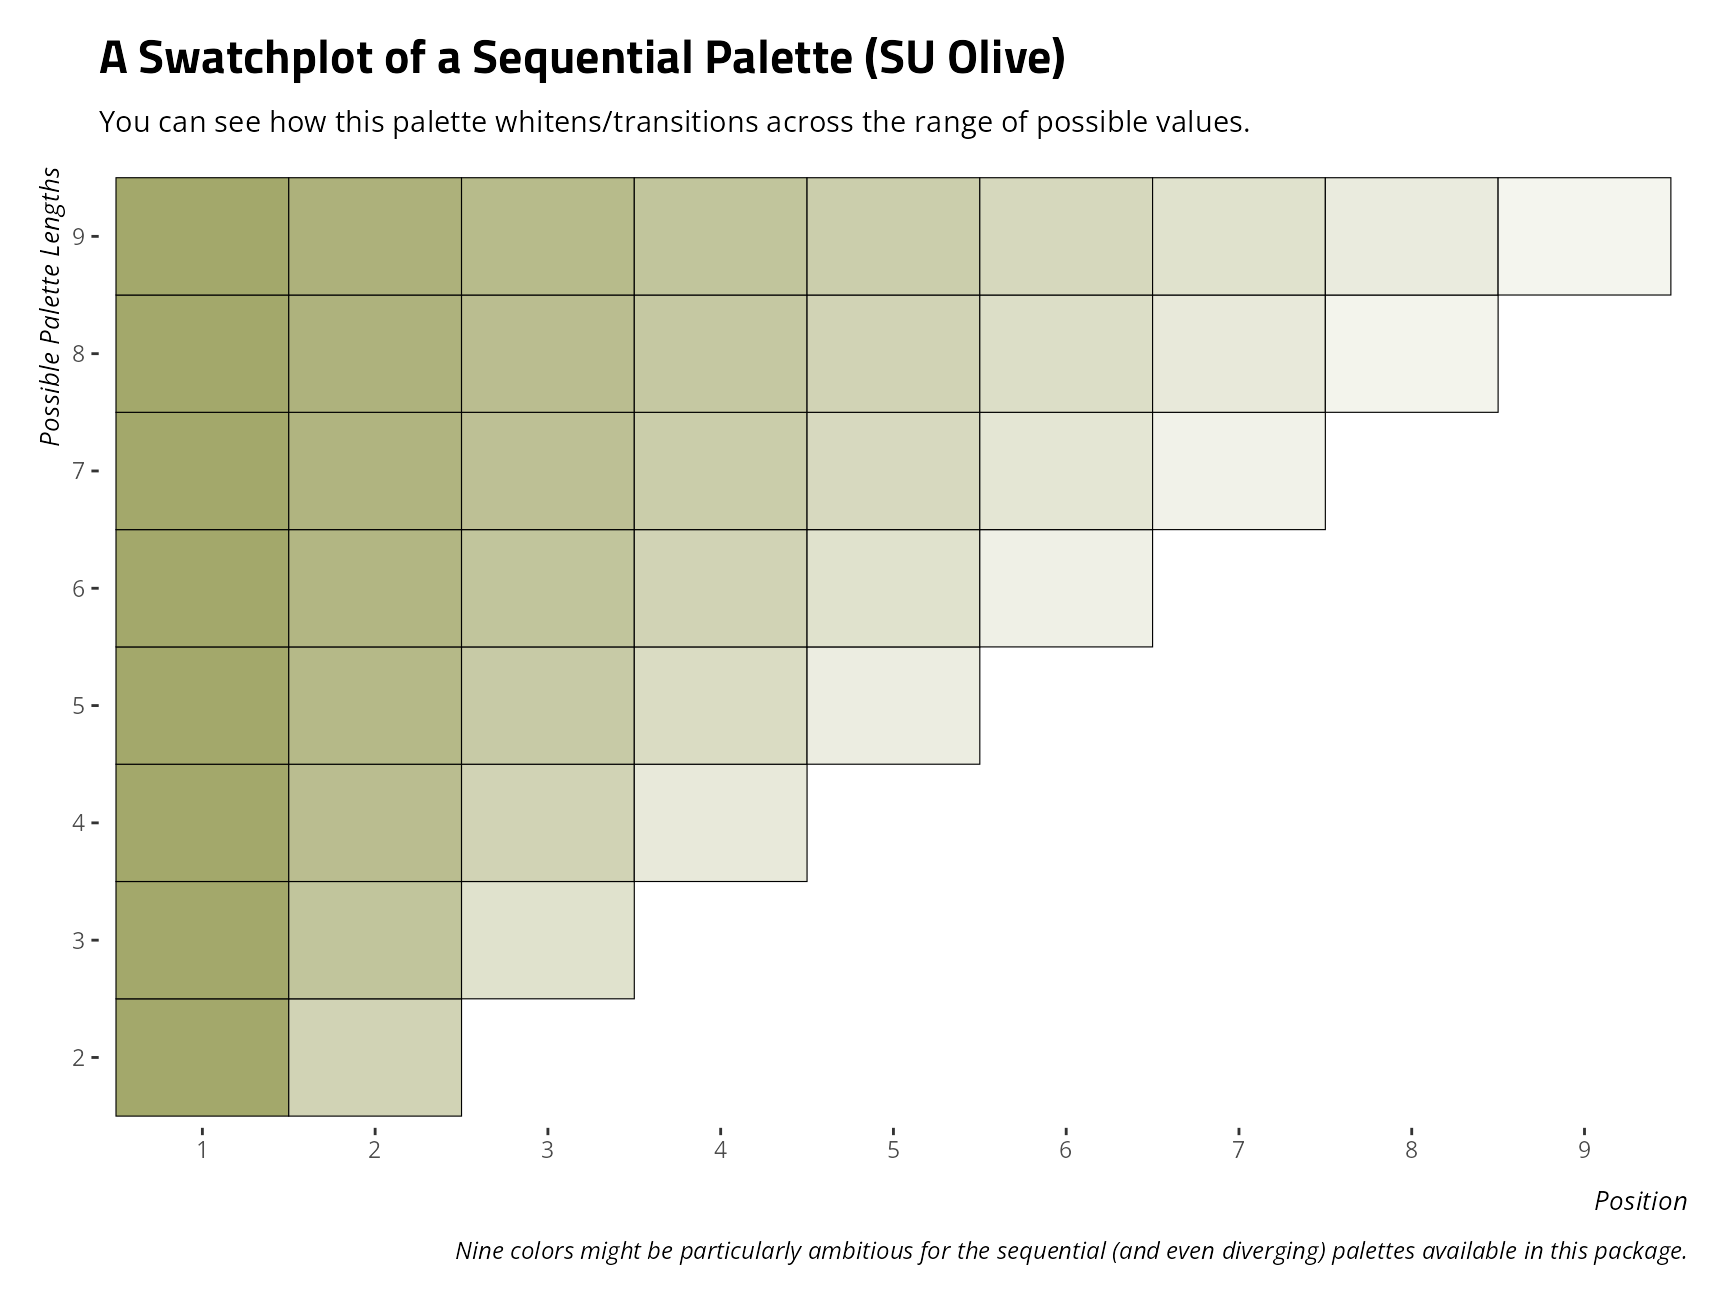 A Swatchplot of a Sequential Palette (SU Olive)
You can see how this palette whitens/transitions across the range of possible values.
Possible Palette Lengths
9
8
7
6
5
4
3
2
1 2 3 4 5 6 7 8 9
Position
Nine colors might be particularly ambitious for the sequential (and even diverging) palettes available in this package.